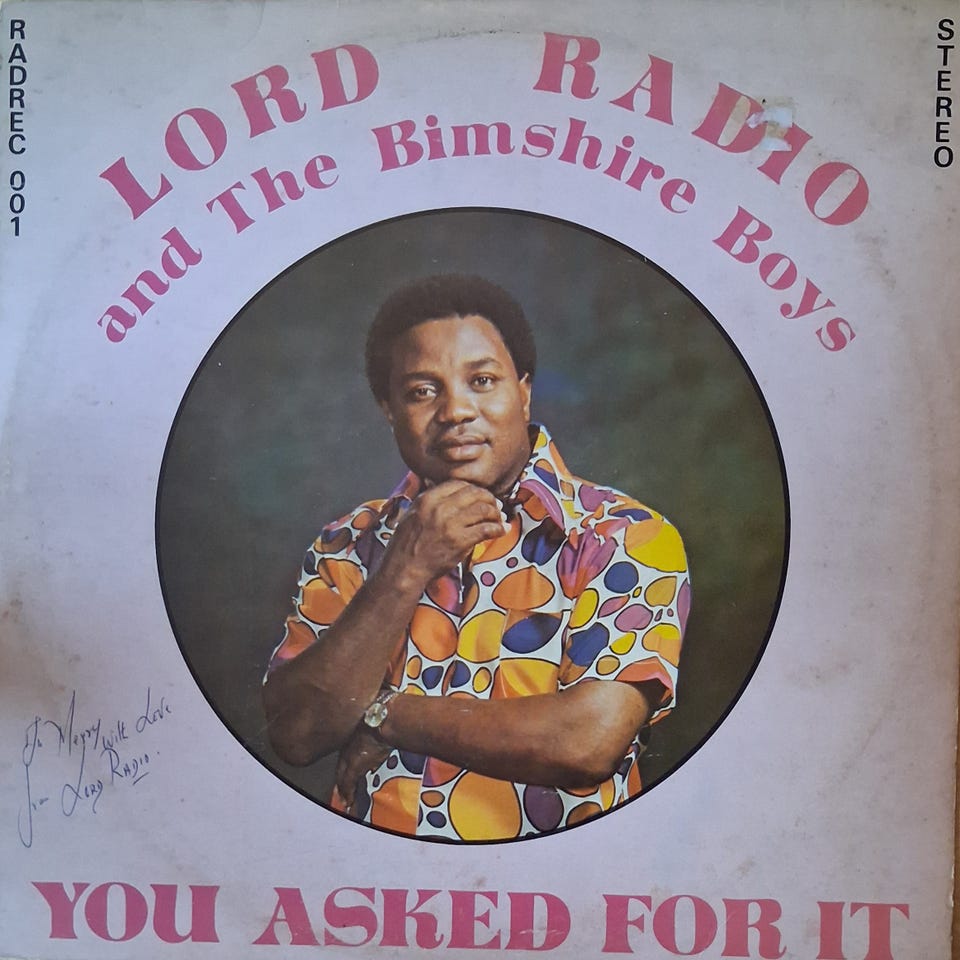 RADREC 001
STEREO
LORD RADIO
and The Bimshire Boys
To Merry with Love
from Lord Radio.
YOU ASKED FOR IT